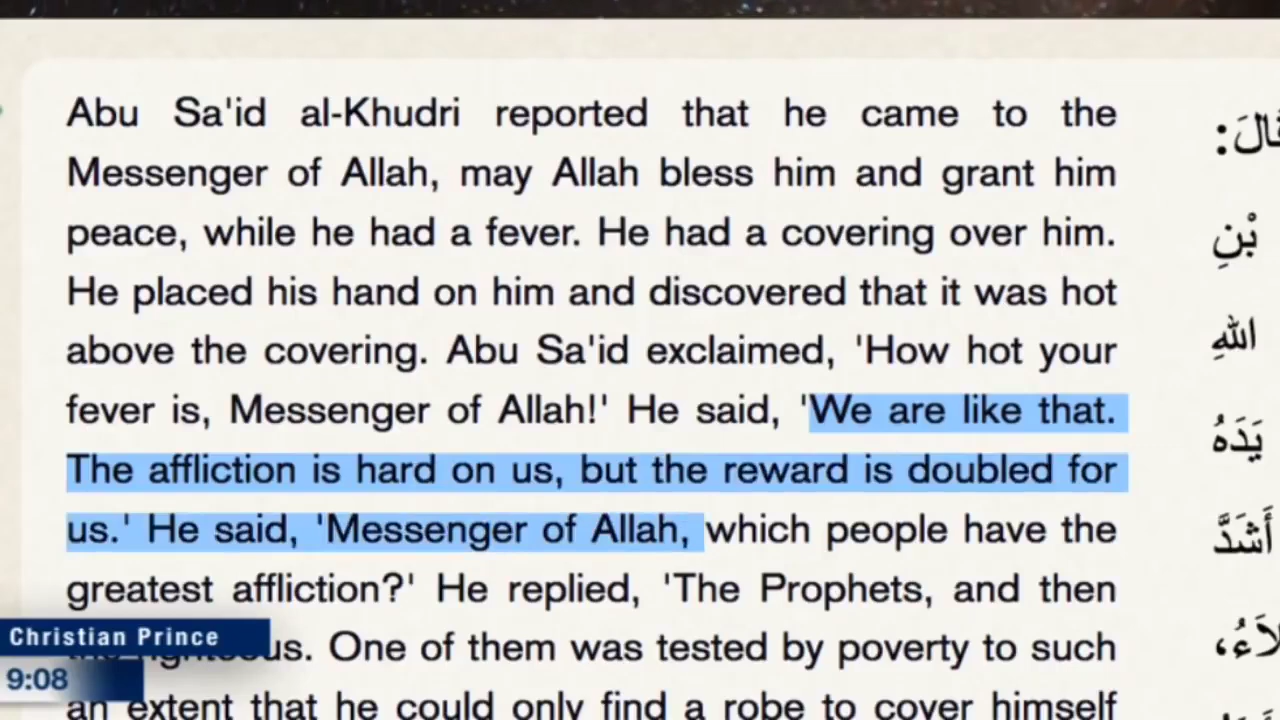 Abu Sa'id al-Khudri reported that he came to the
Messenger of Allah, may Allah bless him and grant him
peace, while he had a fever. He had a covering over him.
He placed his hand on him and discovered that it was hot
above the covering. Abu Sa'id exclaimed, 'How hot your
fever is, Messenger of Allah!' He said, 'We are like that.
The affliction is hard on us, but the reward is doubled for
us.' He said, 'Messenger of Allah, which people have the
greatest affliction?' He replied, 'The Prophets, and then
the righteous. One of them was tested by poverty to such
an extent that he could only find a robe to cover himself
قَالَ:
بْنِ
اللهِ
يَدَهُ
أَشَدَّ
Christian Prince
9:08